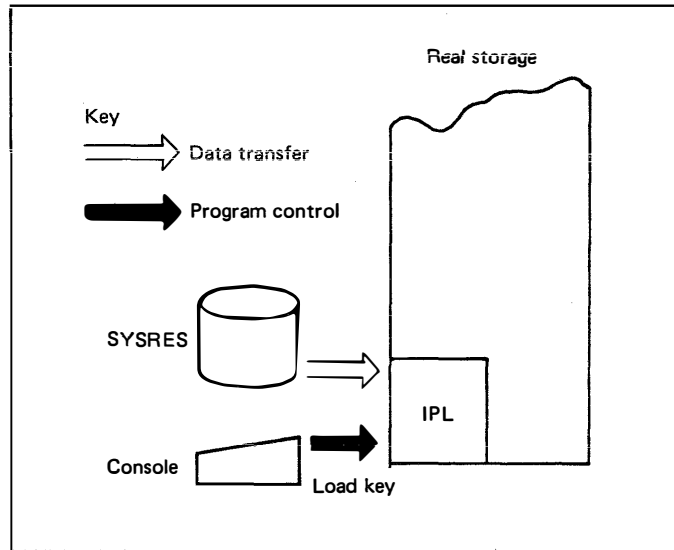 Real storage
Key
Data transfer
Program control
SYSRES
IPL
Console
Load key